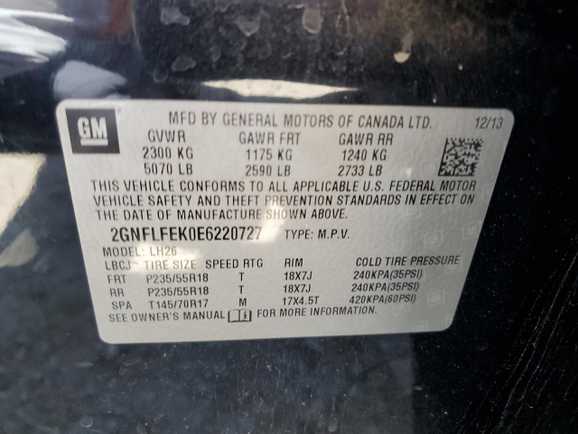 GM
MFD BY GENERAL MOTORS OF CANADA LTD. 12/13
GVWR GAWR FRT GAWR RR
2300 KG 1175 KG 1240 KG
5070 LB 2590 LB 2733 LB
THIS VEHICLE CONFORMS TO ALL APPLICABLE U.S. FEDERAL MOTOR
VEHICLE SAFETY AND THEFT PREVENTION STANDARDS IN EFFECT ON
THE DATE OF MANUFACTURE SHOWN ABOVE.
2GNFLFEK0E6220727 TYPE: M.P.V.
MODEL: LH26
LBCJ TIRE SIZE SPEED RTG RIM COLD TIRE PRESSURE
FRT P235/55R18 T 18X7J 240KPA(35PSI)
RR P235/55R18 T 18X7J 240KPA(35PSI)
SPA T145/70R17 M 17X4.5T 420KPA(60PSI)
SEE OWNER'S MANUAL FOR MORE INFORMATION.